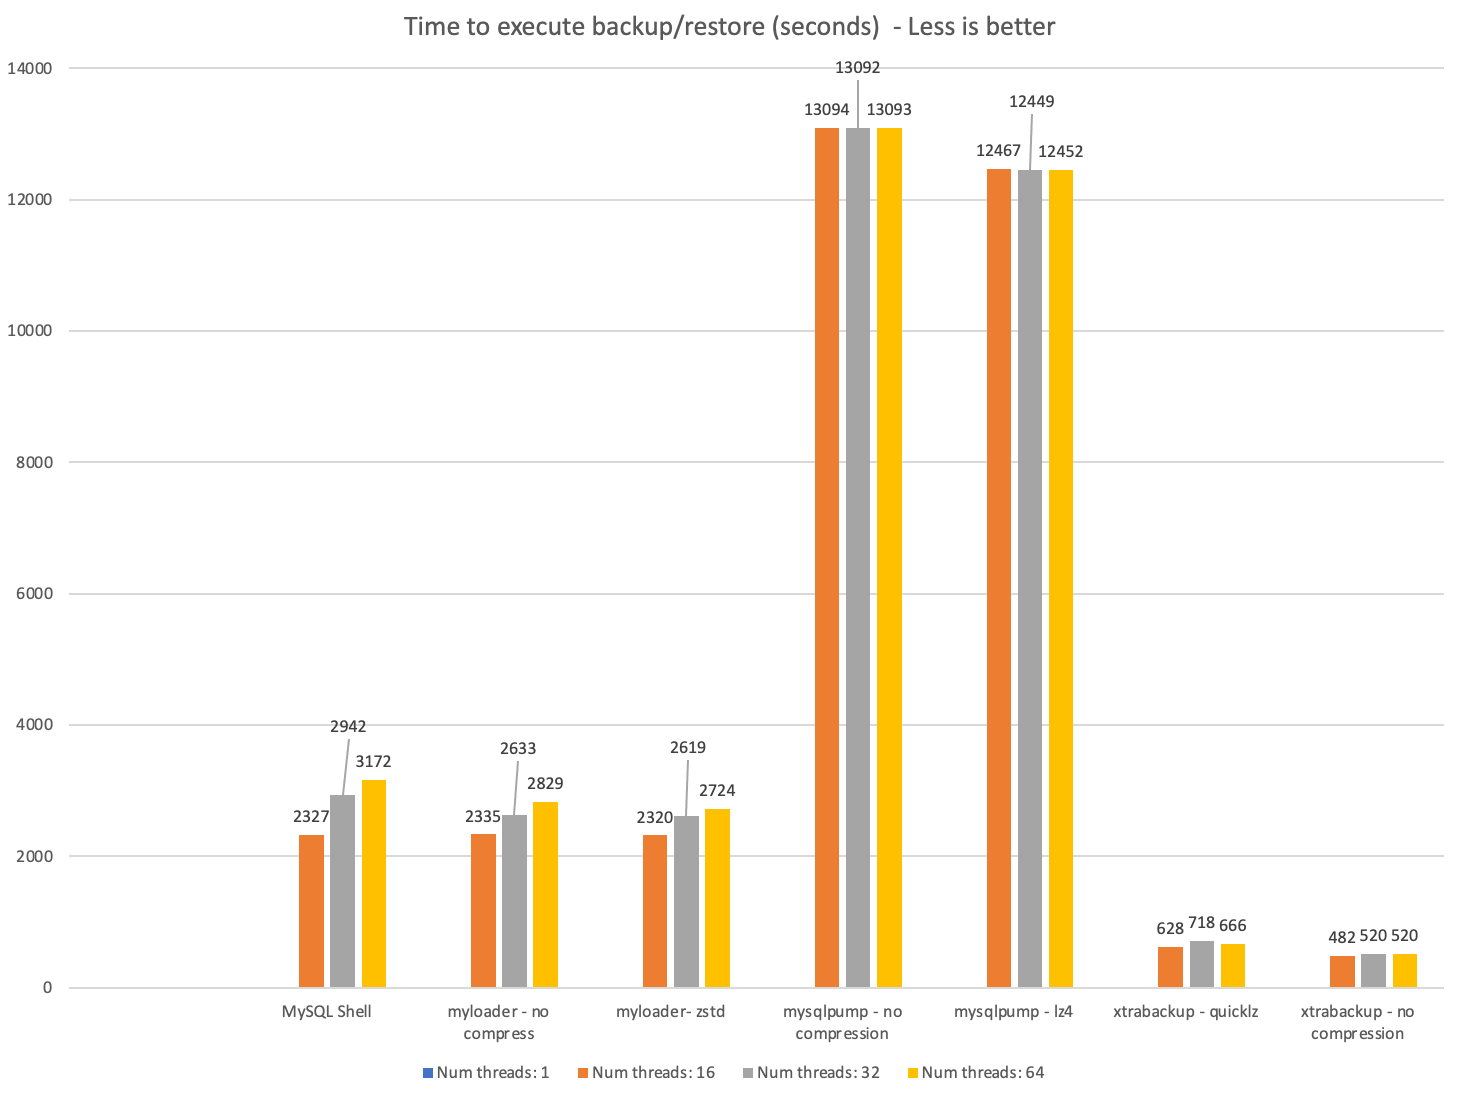 Time to execute backup/restore (seconds)  - Less is better
14000
12000
10000
8000
6000
4000
2000
0
2327
2942
3172
2335
2633
2829
2320
2619
2724
13094
13092
13093
12467
12449
12452
628
718
666
482
520
520
MySQL Shell
myloader - no
compress
myloader- zstd
mysqlpump - no
compression
mysqlpump - lz4
xtrabackup - quicklz
xtrabackup - no
compression
Num threads: 1
Num threads: 16
Num threads: 32
Num threads: 64